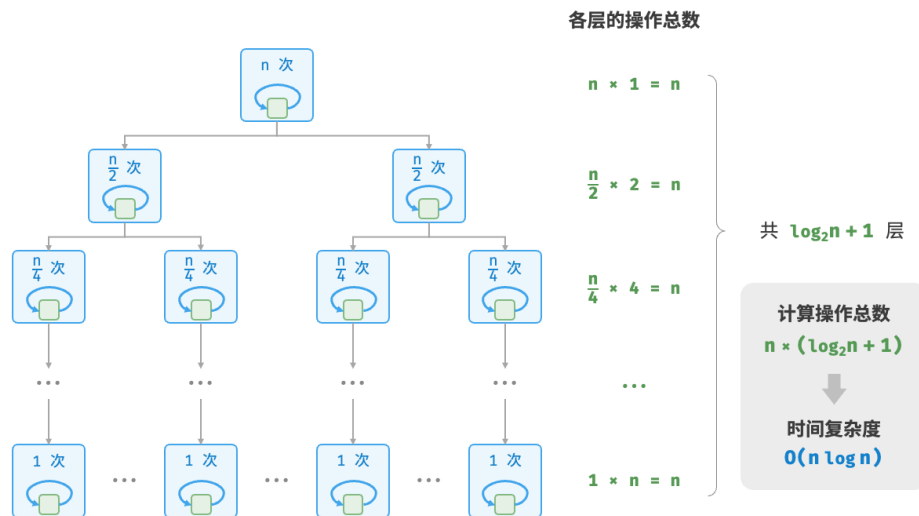 各层的操作总数
n 次
n × 1 = n
n/2 次
n/2 次
n/2 × 2 = n
共 log₂n + 1 层
n/4 次
n/4 次
n/4 次
n/4 次
n/4 × 4 = n
计算操作总数
n × (log₂n + 1)
...
...
...
...
...
时间复杂度
O(n log n)
1 次
...
1 次
...
1 次
...
1 次
1 × n = n